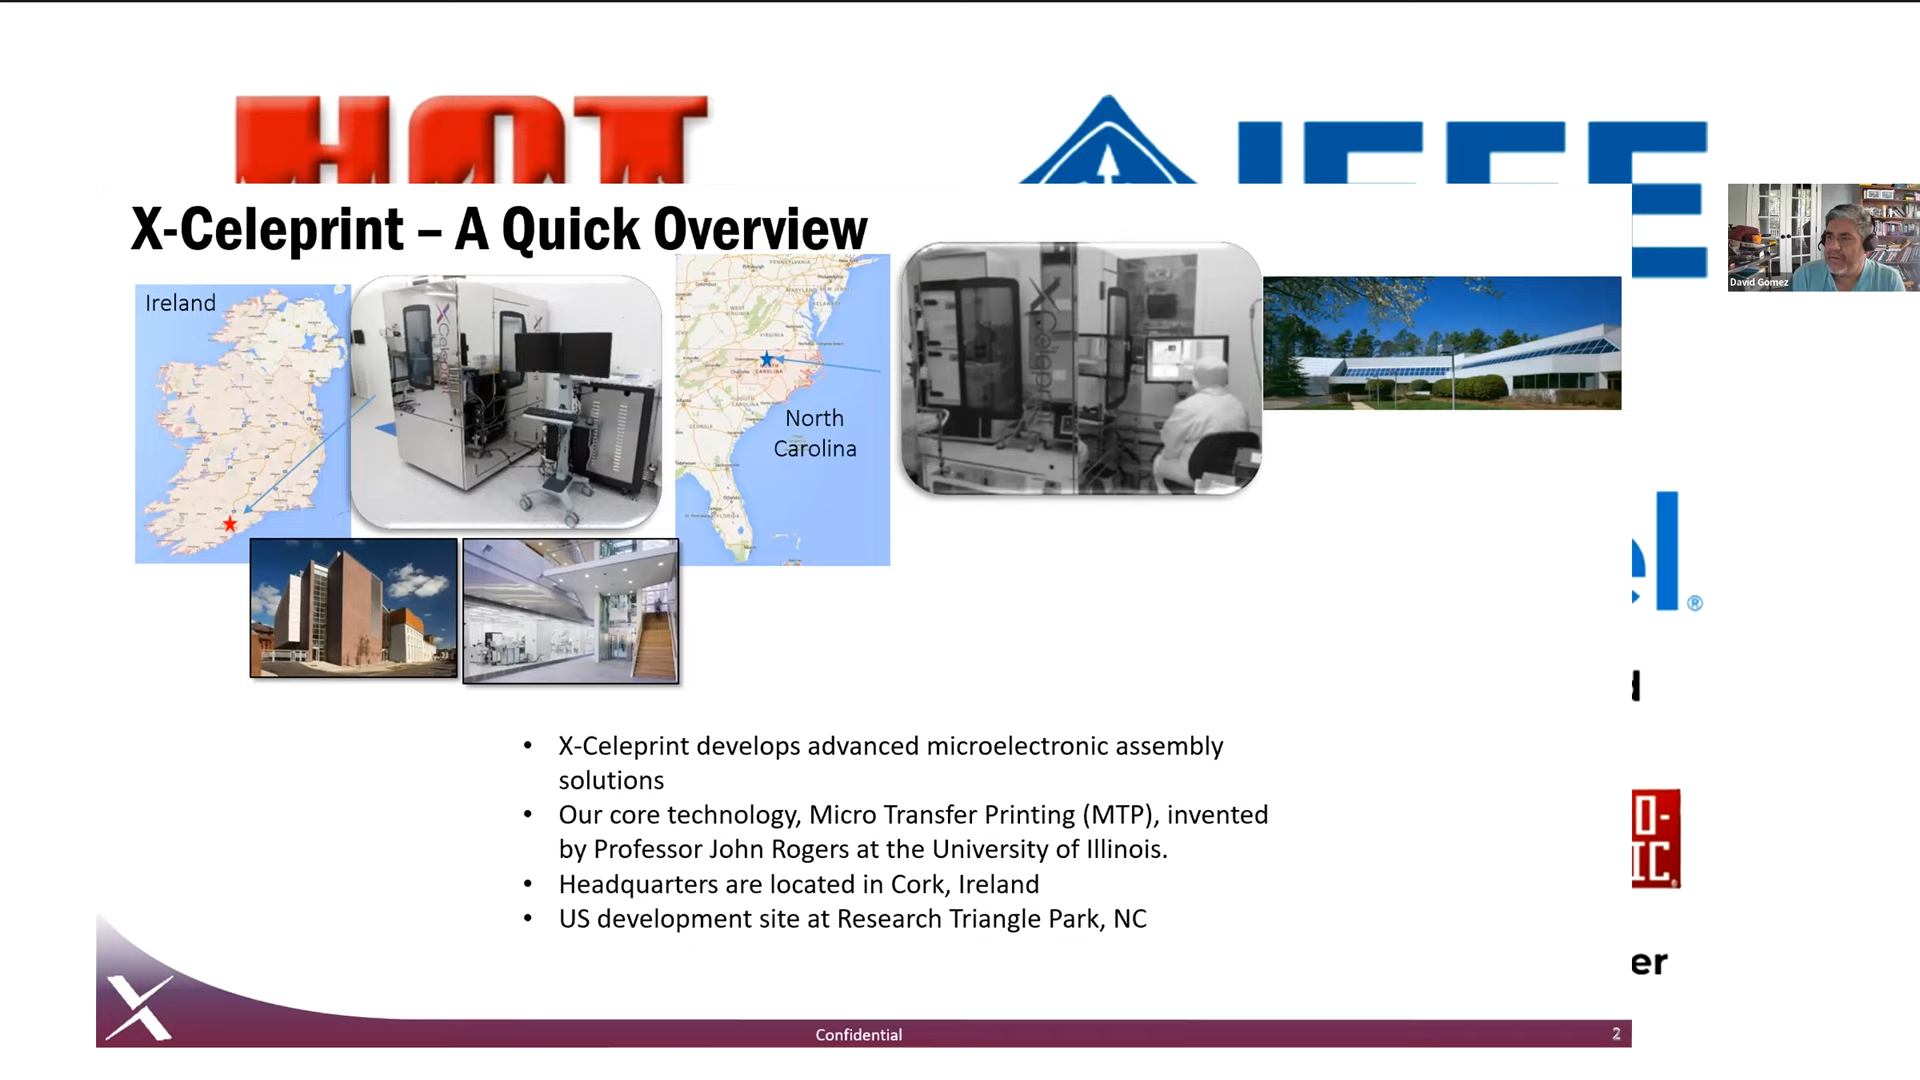 HOT
IEEE
X-Celeprint – A Quick Overview
David Gomez
Ireland
North
Carolina
X-Celeprint develops advanced microelectronic assembly
solutions
Our core technology, Micro Transfer Printing (MTP), invented
by Professor John Rogers at the University of Illinois.
Headquarters are located in Cork, Ireland
US development site at Research Triangle Park, NC
el®
O-
IC
er
Confidential
2